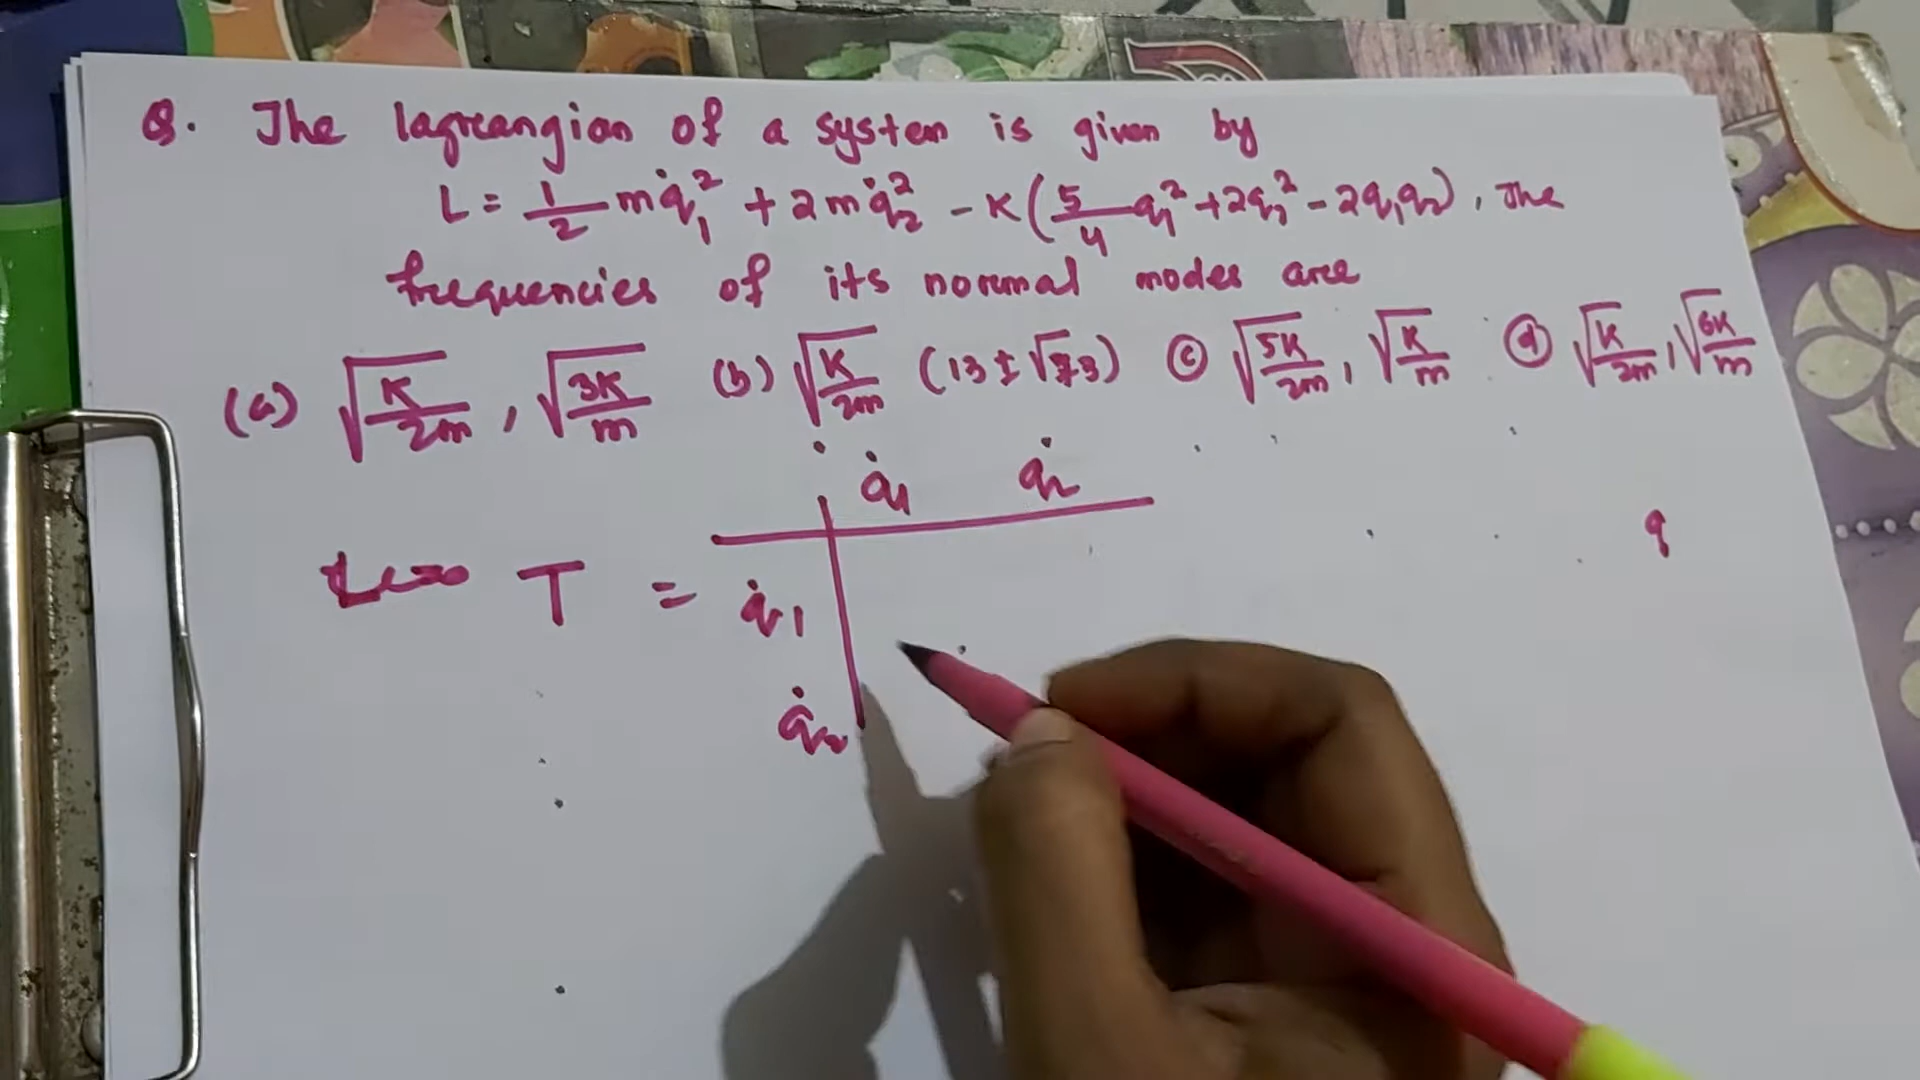 Q. The lagreangian of a system is given by
L = 1/2 mq̇₁² + 2mq̇₂² - K(5/4 q₁² + 2q₂² - 2q₁q₂), The
frequencies of its normal modes are
(a) √(K/2m), √(3K/m) (b) √(K/2m) (13 ± √73) (c) √(5K/2m), √(K/m) (d) √(K/2m), √(6K/m)
q̇₁ q̇₂
T = q̇₁
q̇₂
q